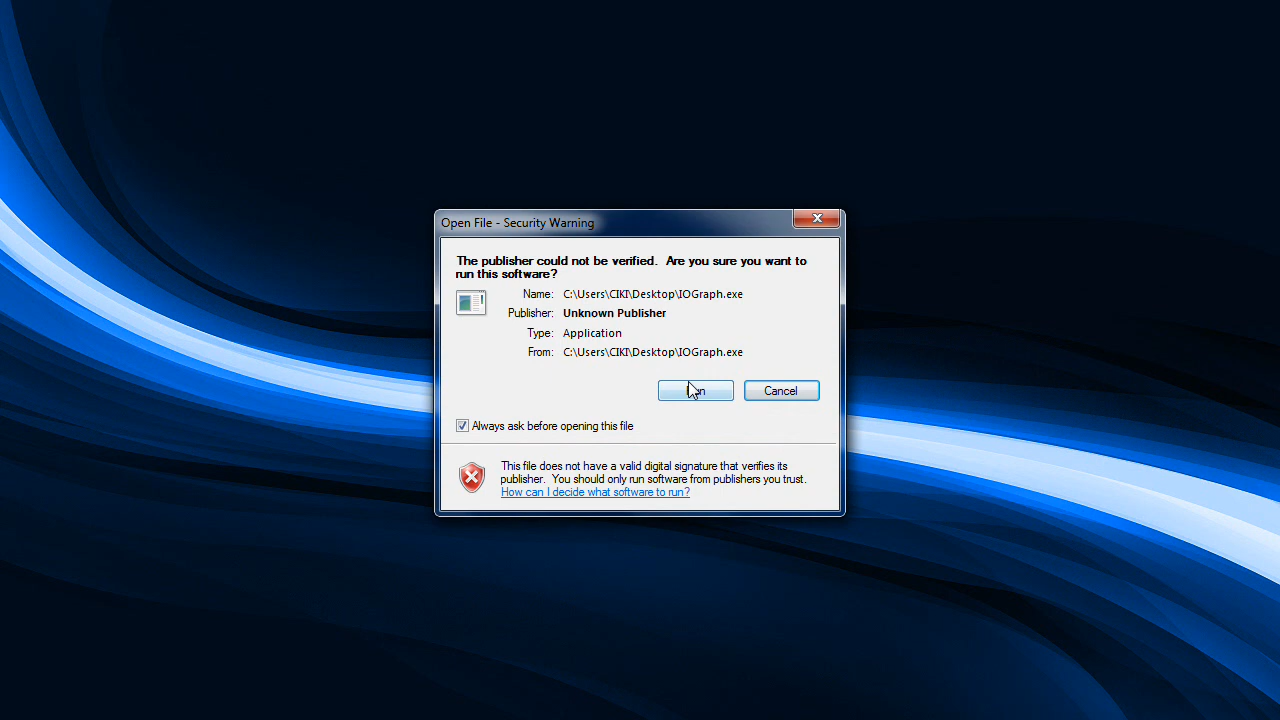 Open File - Security Warning
The publisher could not be verified. Are you sure you want to
run this software?
Name: C:\Users\CIKI\Desktop\IOGraph.exe
Publisher: Unknown Publisher
Type: Application
From: C:\Users\CIKI\Desktop\IOGraph.exe
Cancel
Always ask before opening this file
This file does not have a valid digital signature that verifies its
publisher. You should only run software from publishers you trust.
How can I decide what software to run?